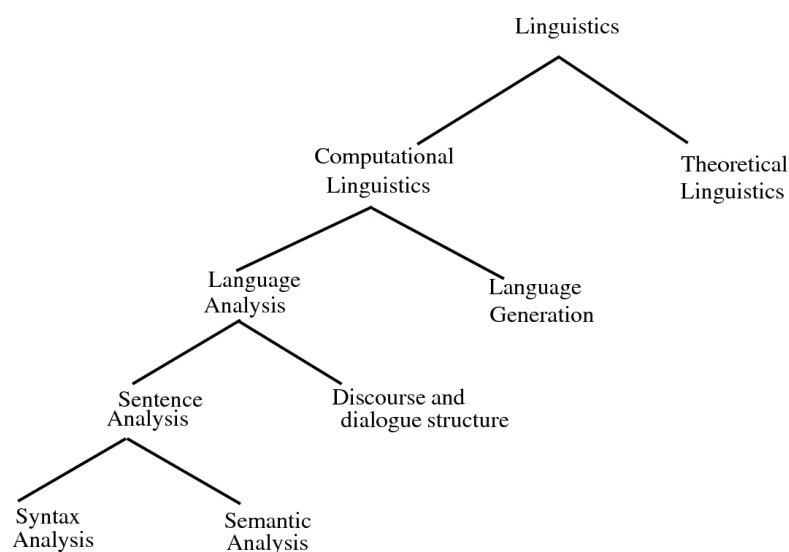 Linguistics
Computational
Linguistics
Theoretical
Linguistics
Language
Analysis
Language
Generation
Sentence
Analysis
Discourse and
dialogue structure
Syntax
Analysis
Semantic
Analysis